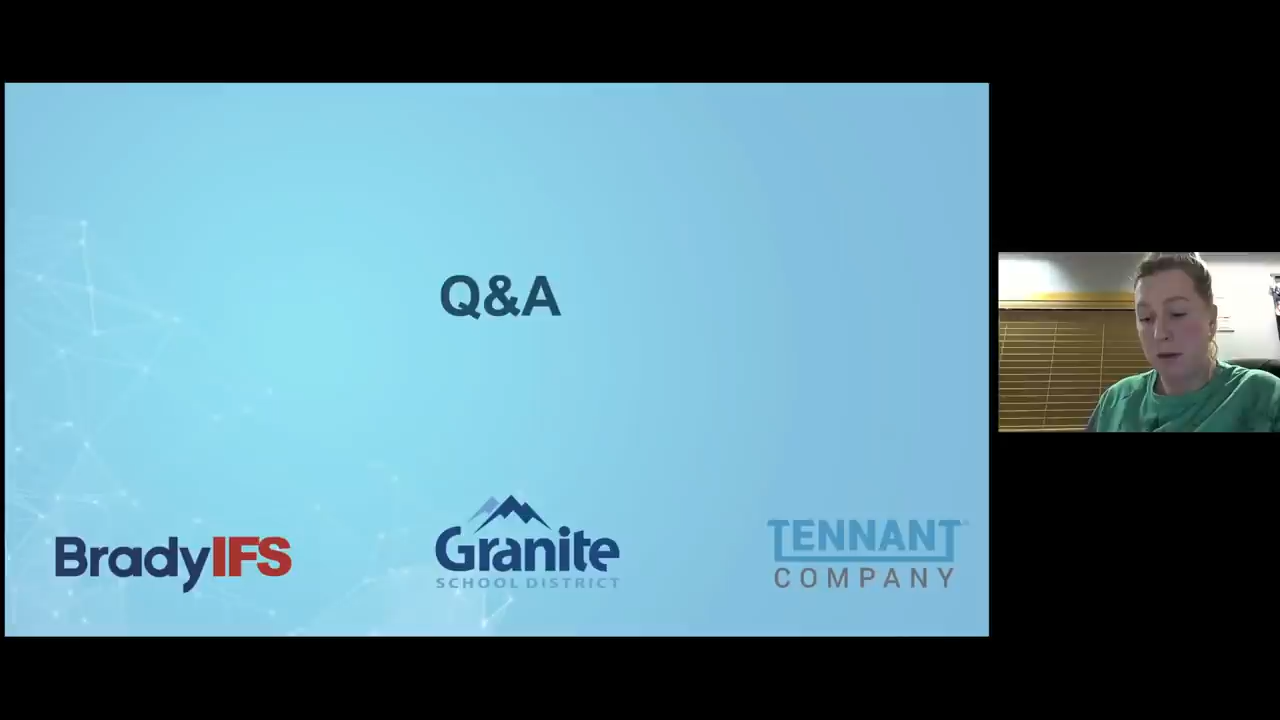 Q&A
BradyIFS
Granite
SCHOOL DISTRICT
TENNANT
COMPANY